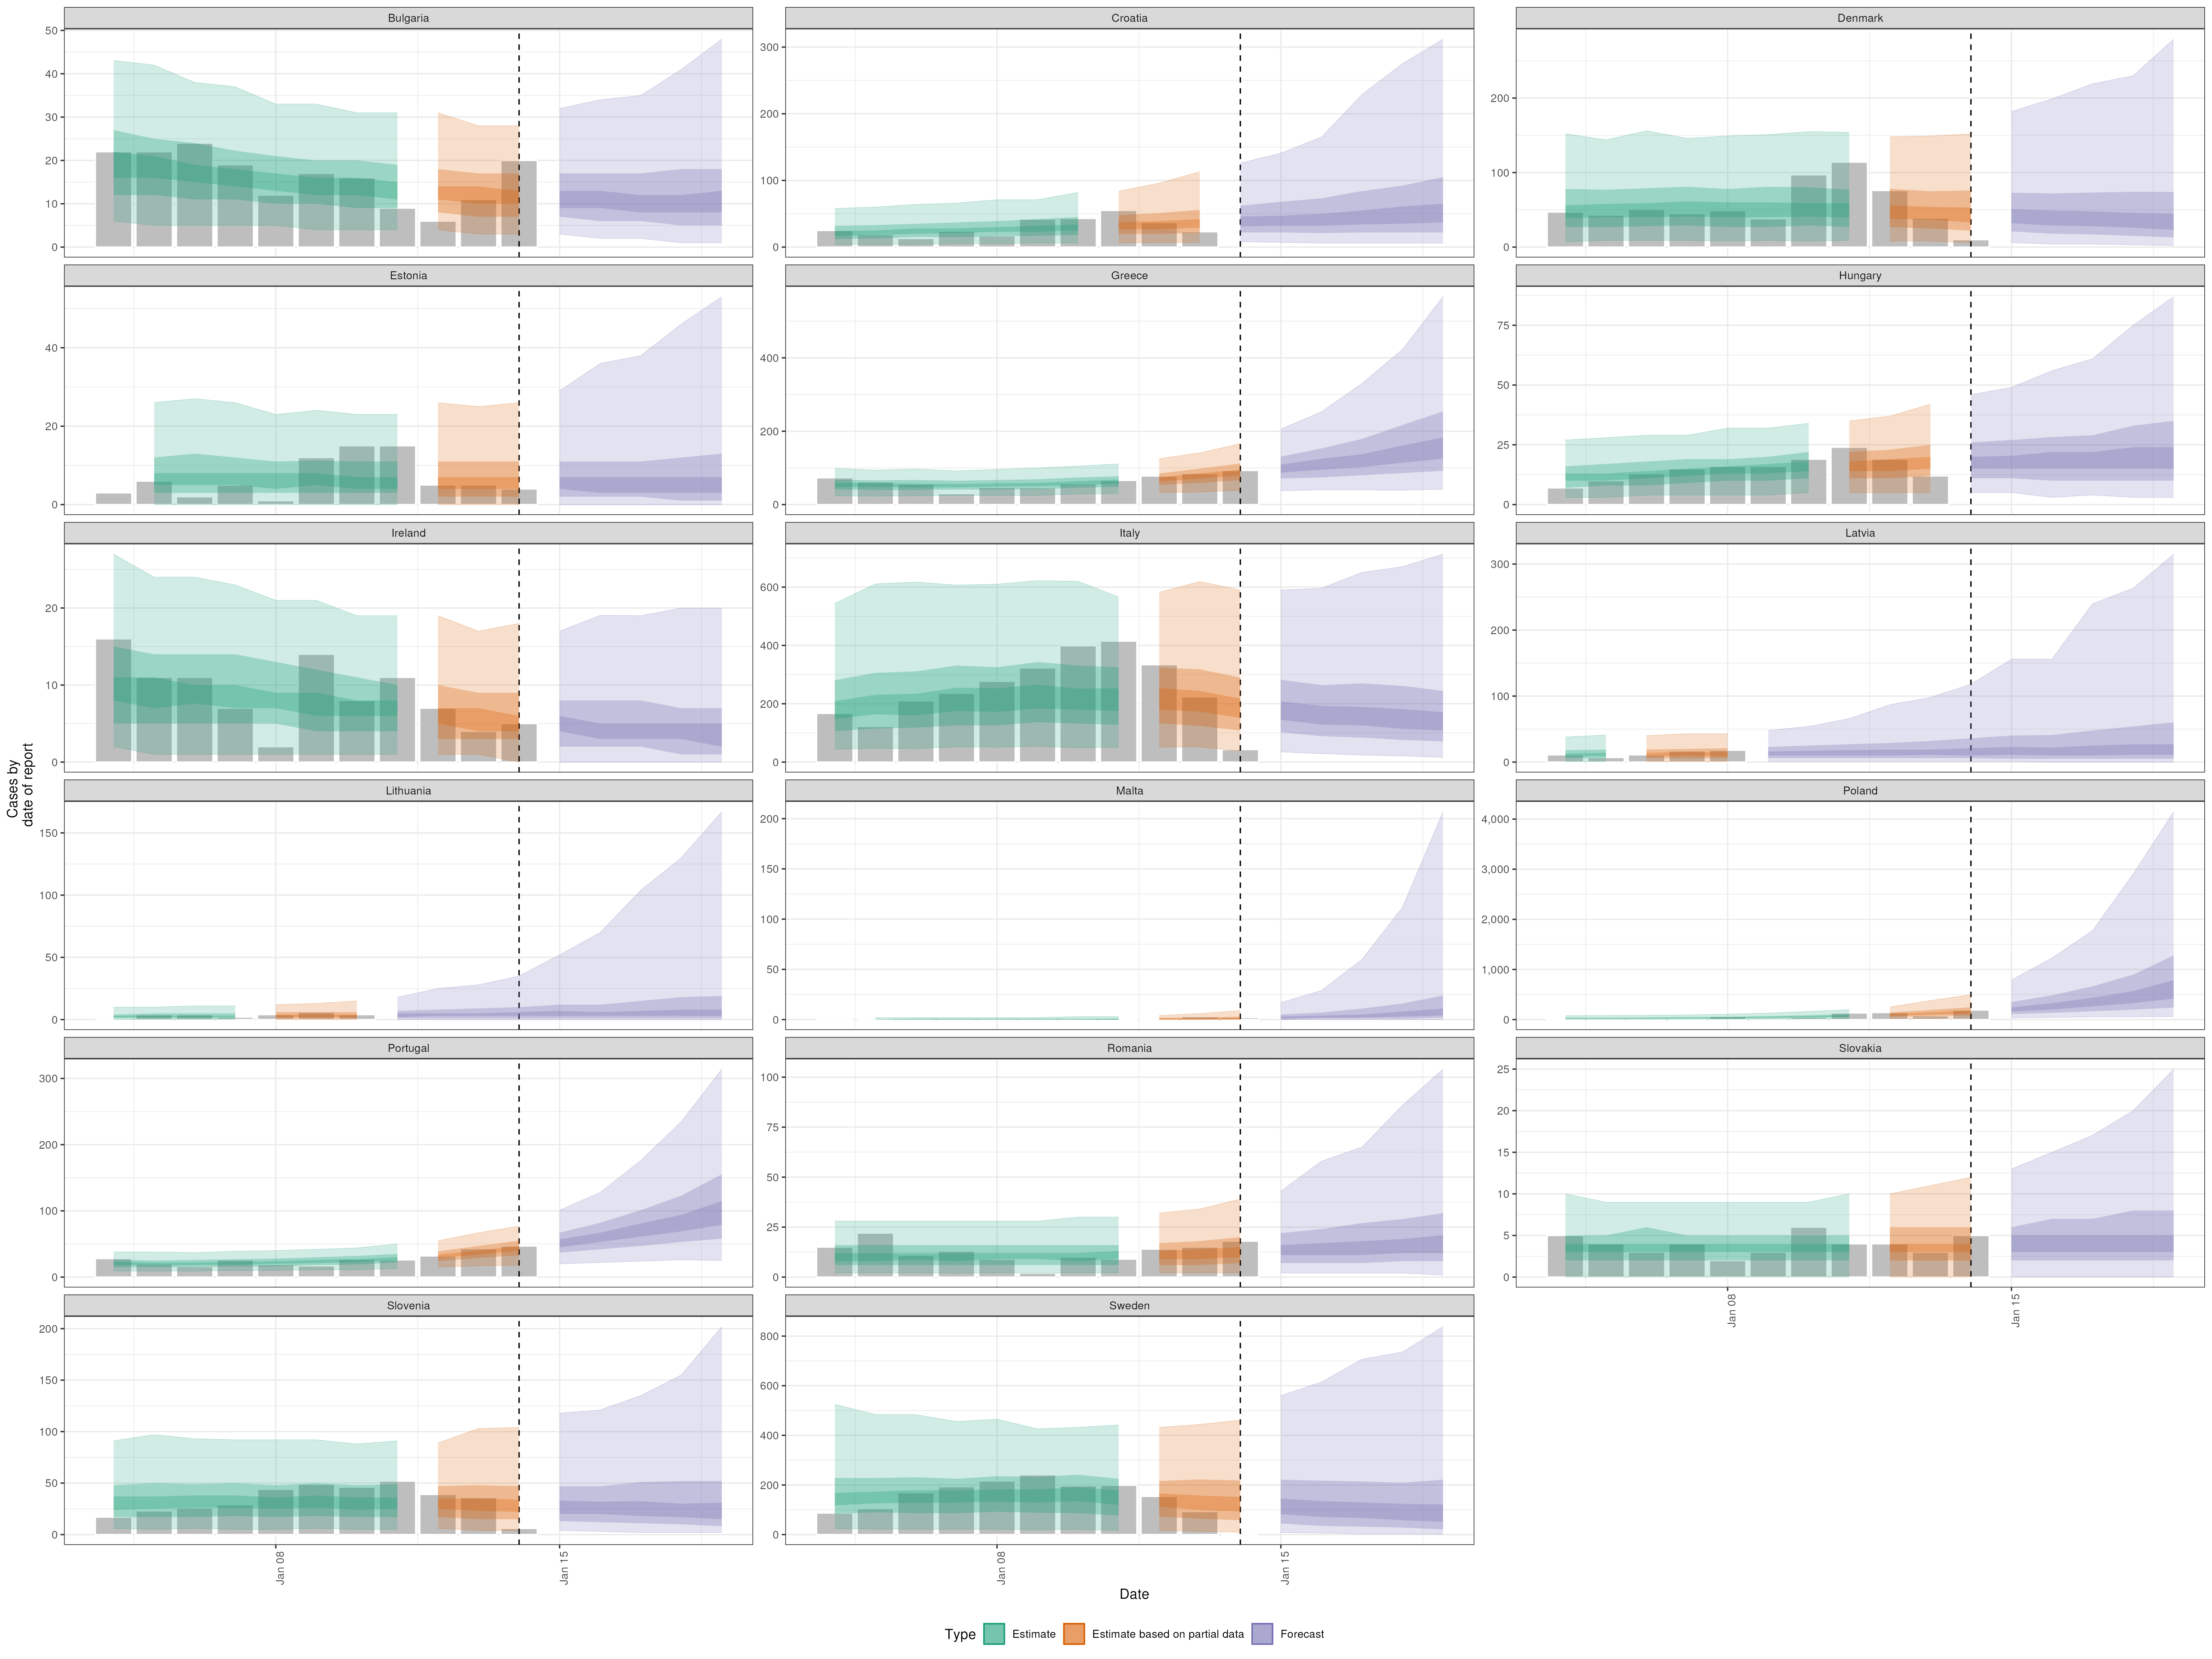 Bulgaria
Croatia
Denmark
50
40
30
20
10
0
300
200
100
0
200
100
0
Estonia
Greece
Hungary
40
20
0
400
200
0
75
50
25
0
Ireland
Italy
Latvia
20
10
0
600
400
200
0
300
200
100
0
Cases by
date of report
Lithuania
Malta
Poland
150
100
50
0
200
150
100
50
0
4,000
3,000
2,000
1,000
0
Portugal
Romania
Slovakia
300
200
100
0
100
75
50
25
0
25
20
15
10
5
0
Jan 08
Jan 15
Slovenia
Sweden
200
150
100
50
0
800
600
400
200
0
Jan 08
Jan 15
Jan 08
Jan 15
Date
Type
Estimate
Estimate based on partial data
Forecast